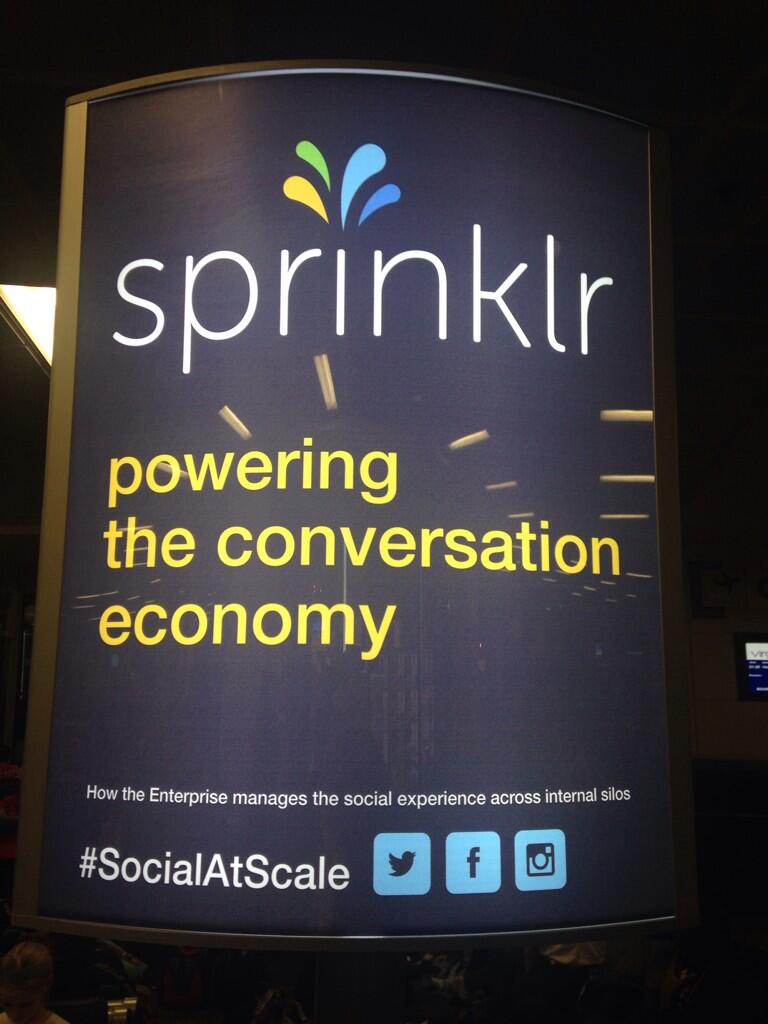 sprinklr
powering
the conversation
economy
How the Enterprise manages the social experience across internal silos
#SocialAtScale
f